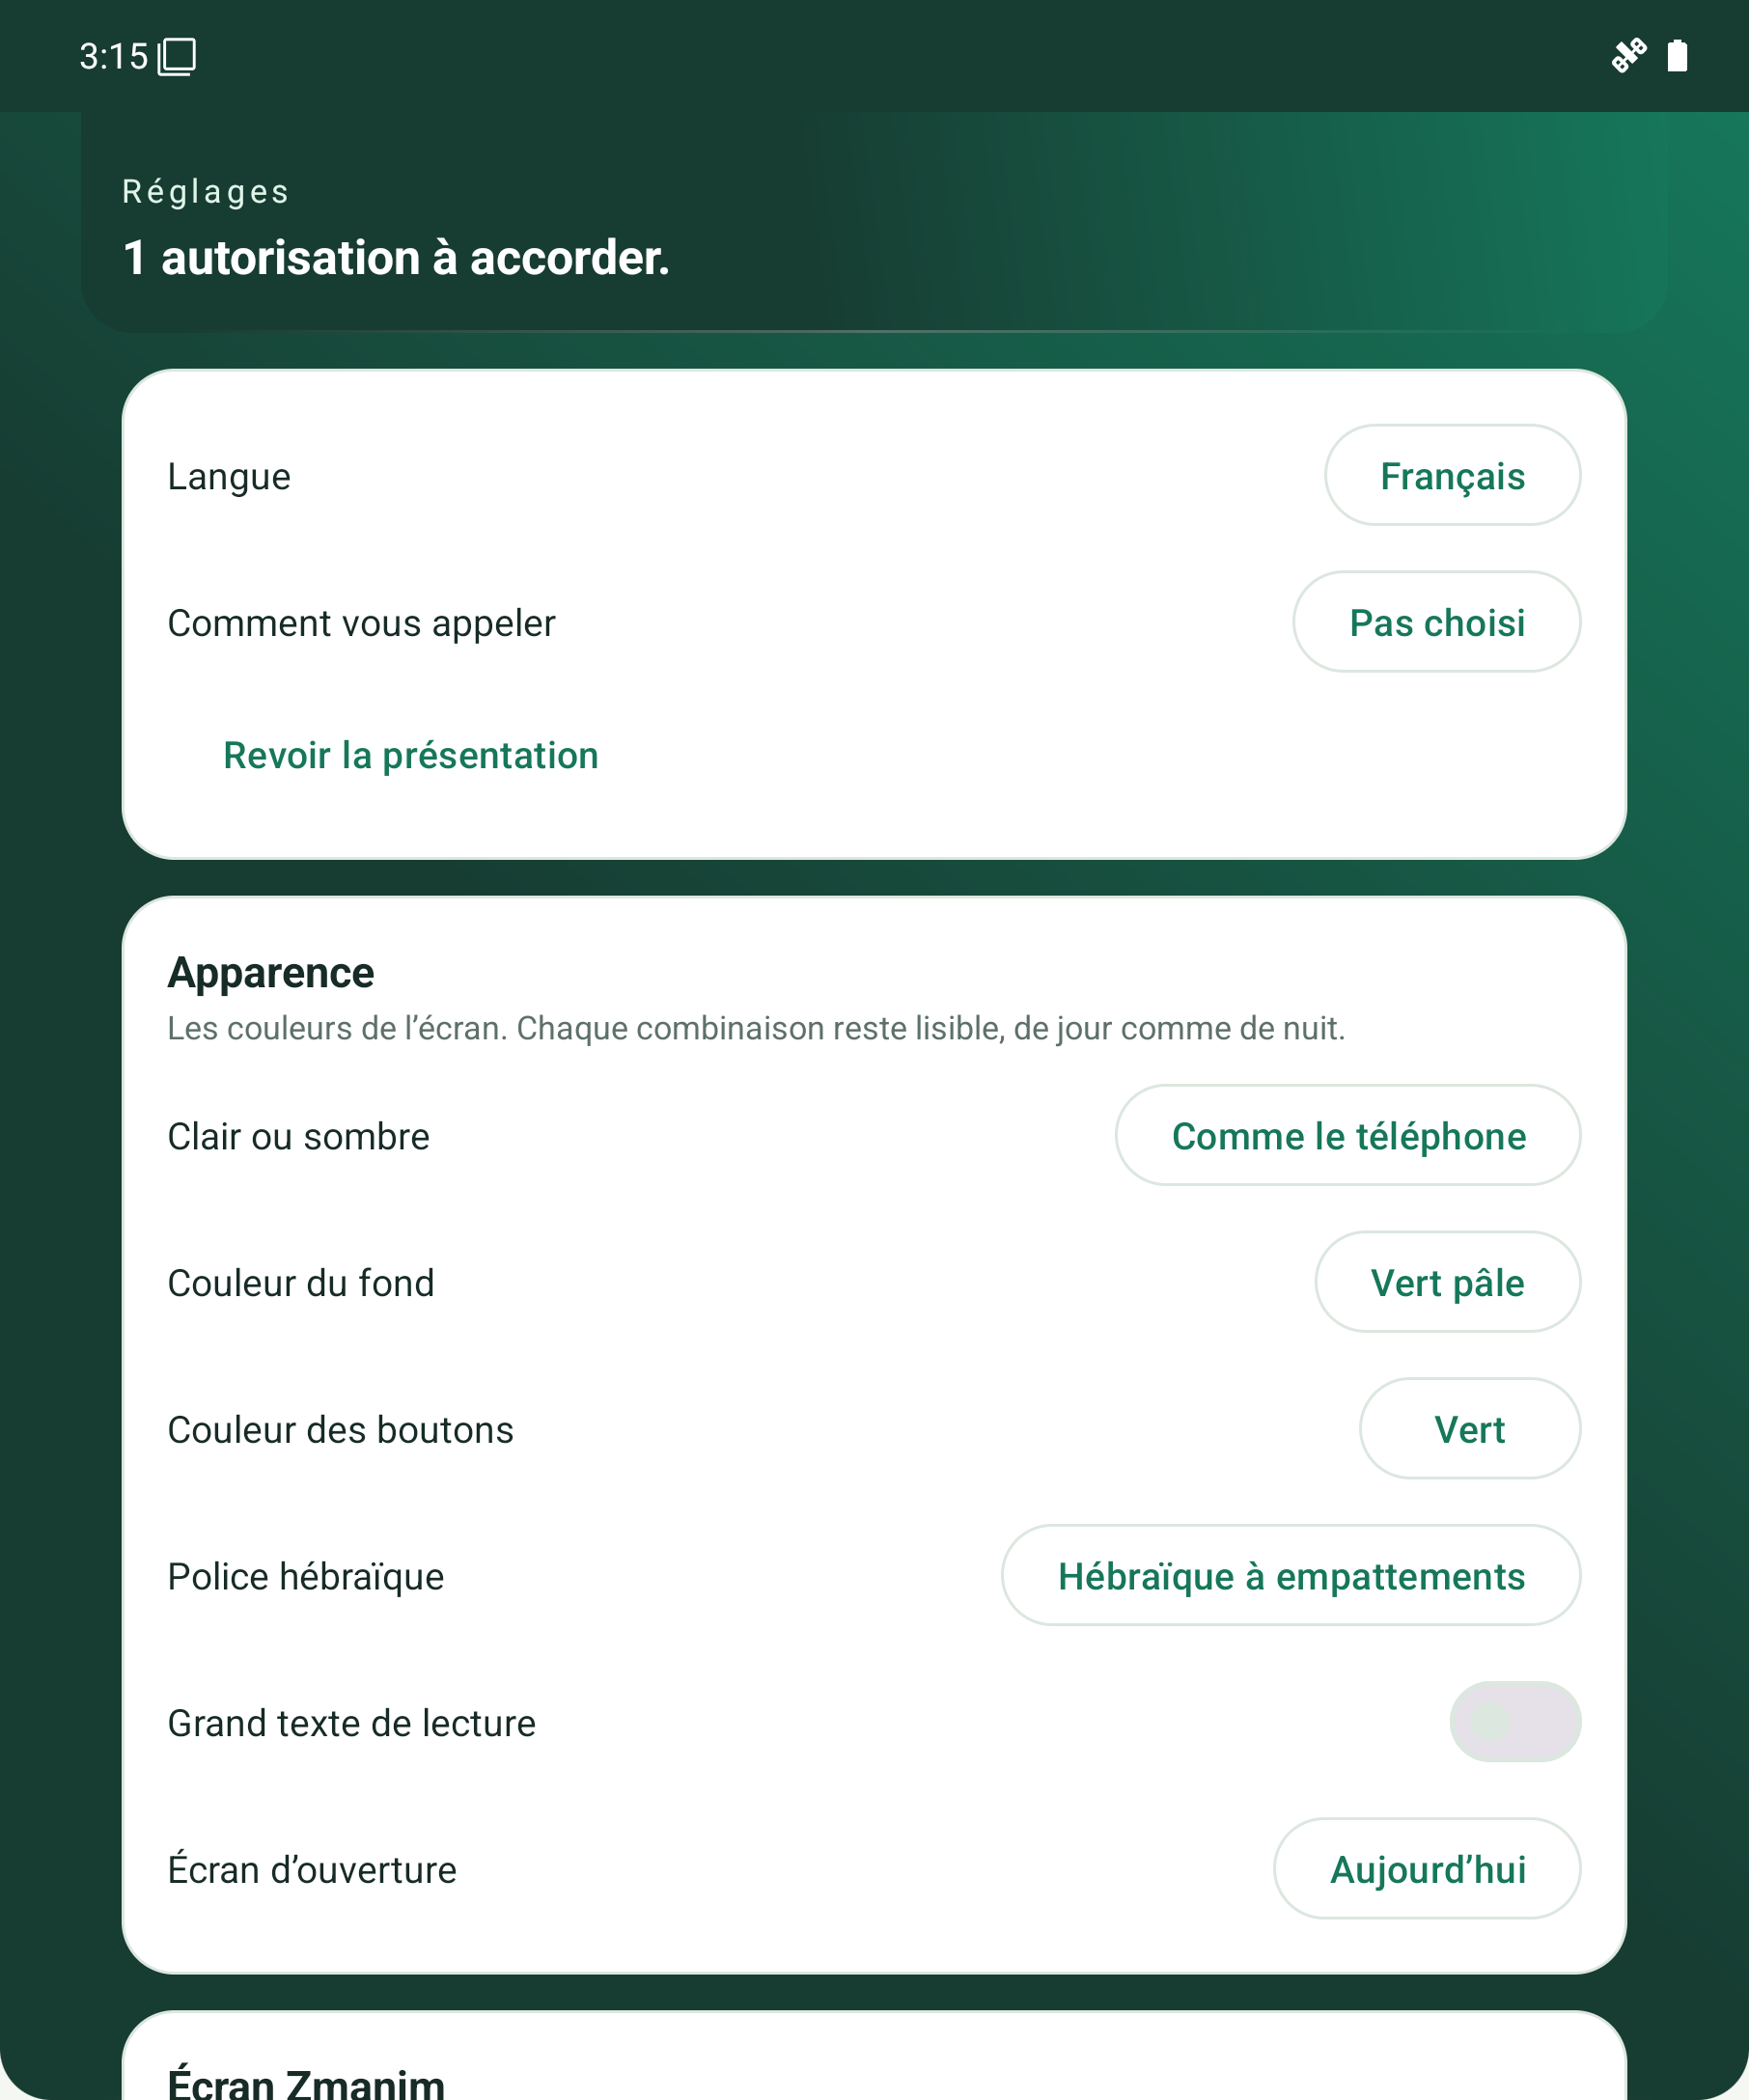 3:15
Réglages
1 autorisation à accorder.
Langue
Français
Comment vous appeler
Pas choisi
Revoir la présentation
Apparence
Les couleurs de l’écran. Chaque combinaison reste lisible, de jour comme de nuit.
Clair ou sombre
Comme le téléphone
Couleur du fond
Vert pâle
Couleur des boutons
Vert
Police hébraïque
Hébraïque à empattements
Grand texte de lecture
Écran d’ouverture
Aujourd’hui
Écran Zmanim